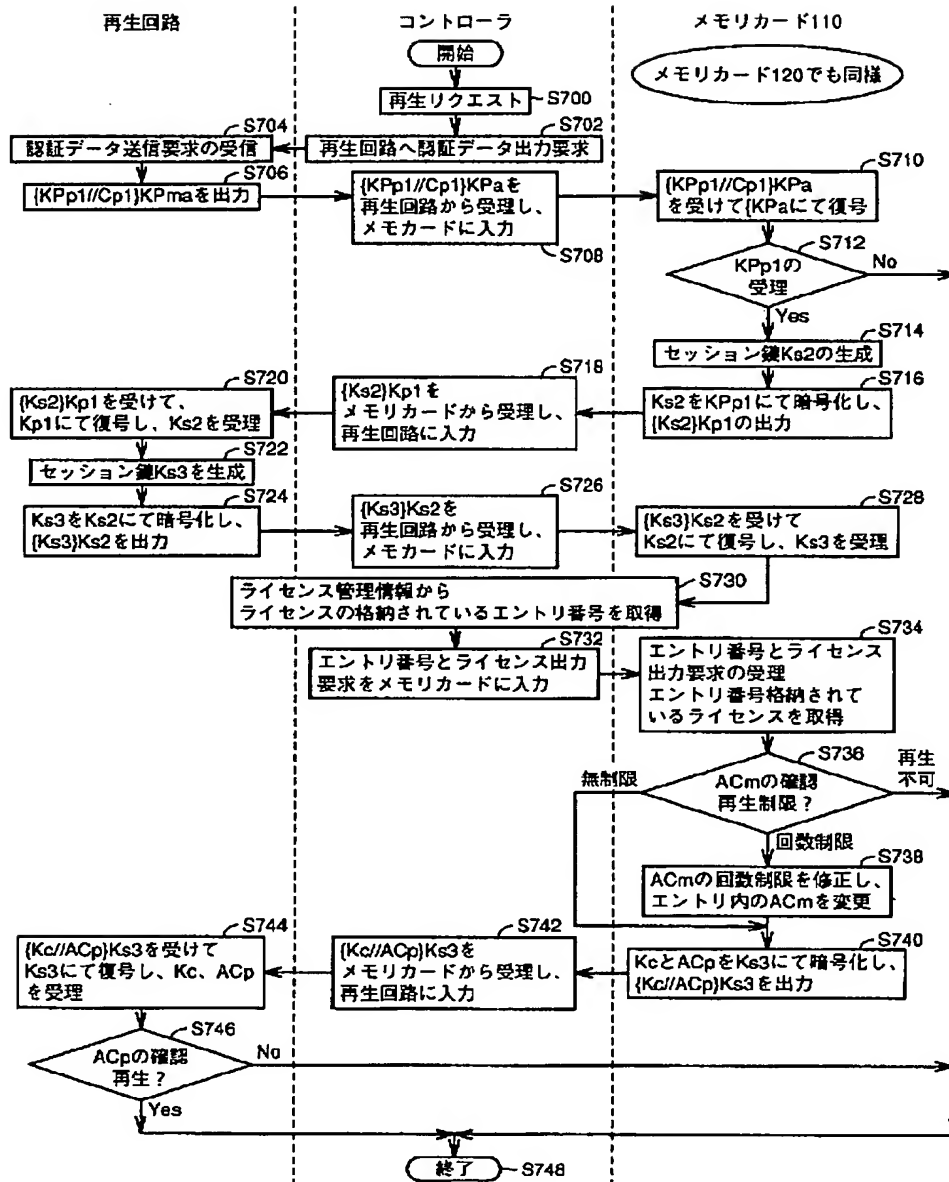 再生回路
コントローラ
メモリカード110
開始
メモリカード120でも同様
再生リクエスト
S700
S704
S702
認証データ送信要求の受信
再生回路へ認証データ出力要求
S706
{KPp1//Cp1}KPmaを出力
{KPp1//Cp1}KPaを
再生回路から受理し、
メモカードに入力
S708
S710
{KPp1//Cp1}KPa
を受けて{KPaにて復号
S712
KPp1の
受理
No
Yes
S714
セッション鍵Ks2の生成
S716
Ks2をKPp1にて暗号化し、
{Ks2}Kp1の出力
S718
{Ks2}Kp1を
メモリカードから受理し、
再生回路に入力
S720
{Ks2}Kp1を受けて、
Kp1にて復号し、Ks2を受理
S722
セッション鍵Ks3を生成
S724
Ks3をKs2にて暗号化し、
{Ks3}Ks2を出力
S726
{Ks3}Ks2を
再生回路から受理し、
メモカードに入力
S728
{Ks3}Ks2を受けて
Ks2にて復号し、Ks3を受理
S730
ライセンス管理情報から
ライセンスの格納されているエントリ番号を取得
S732
エントリ番号とライセンス出力
要求をメモリカードに入力
S734
エントリ番号とライセンス
出力要求の受理
エントリ番号格納されて
いるライセンスを取得
S736
ACmの確認
再生制限？
無制限
再生
不可
回数制限
S738
ACmの回数制限を修正し、
エントリ内のACmを変更
S740
KcとACpをKs3にて暗号化し、
{Kc//ACp}Ks3を出力
S742
{Kc//ACp}Ks3を
メモリカードから受理し、
再生回路に入力
S744
{Kc//ACp}Ks3を受けて
Ks3にて復号し、Kc、ACp
を受理
S746
ACpの確認
再生？
No
Yes
終了
S748